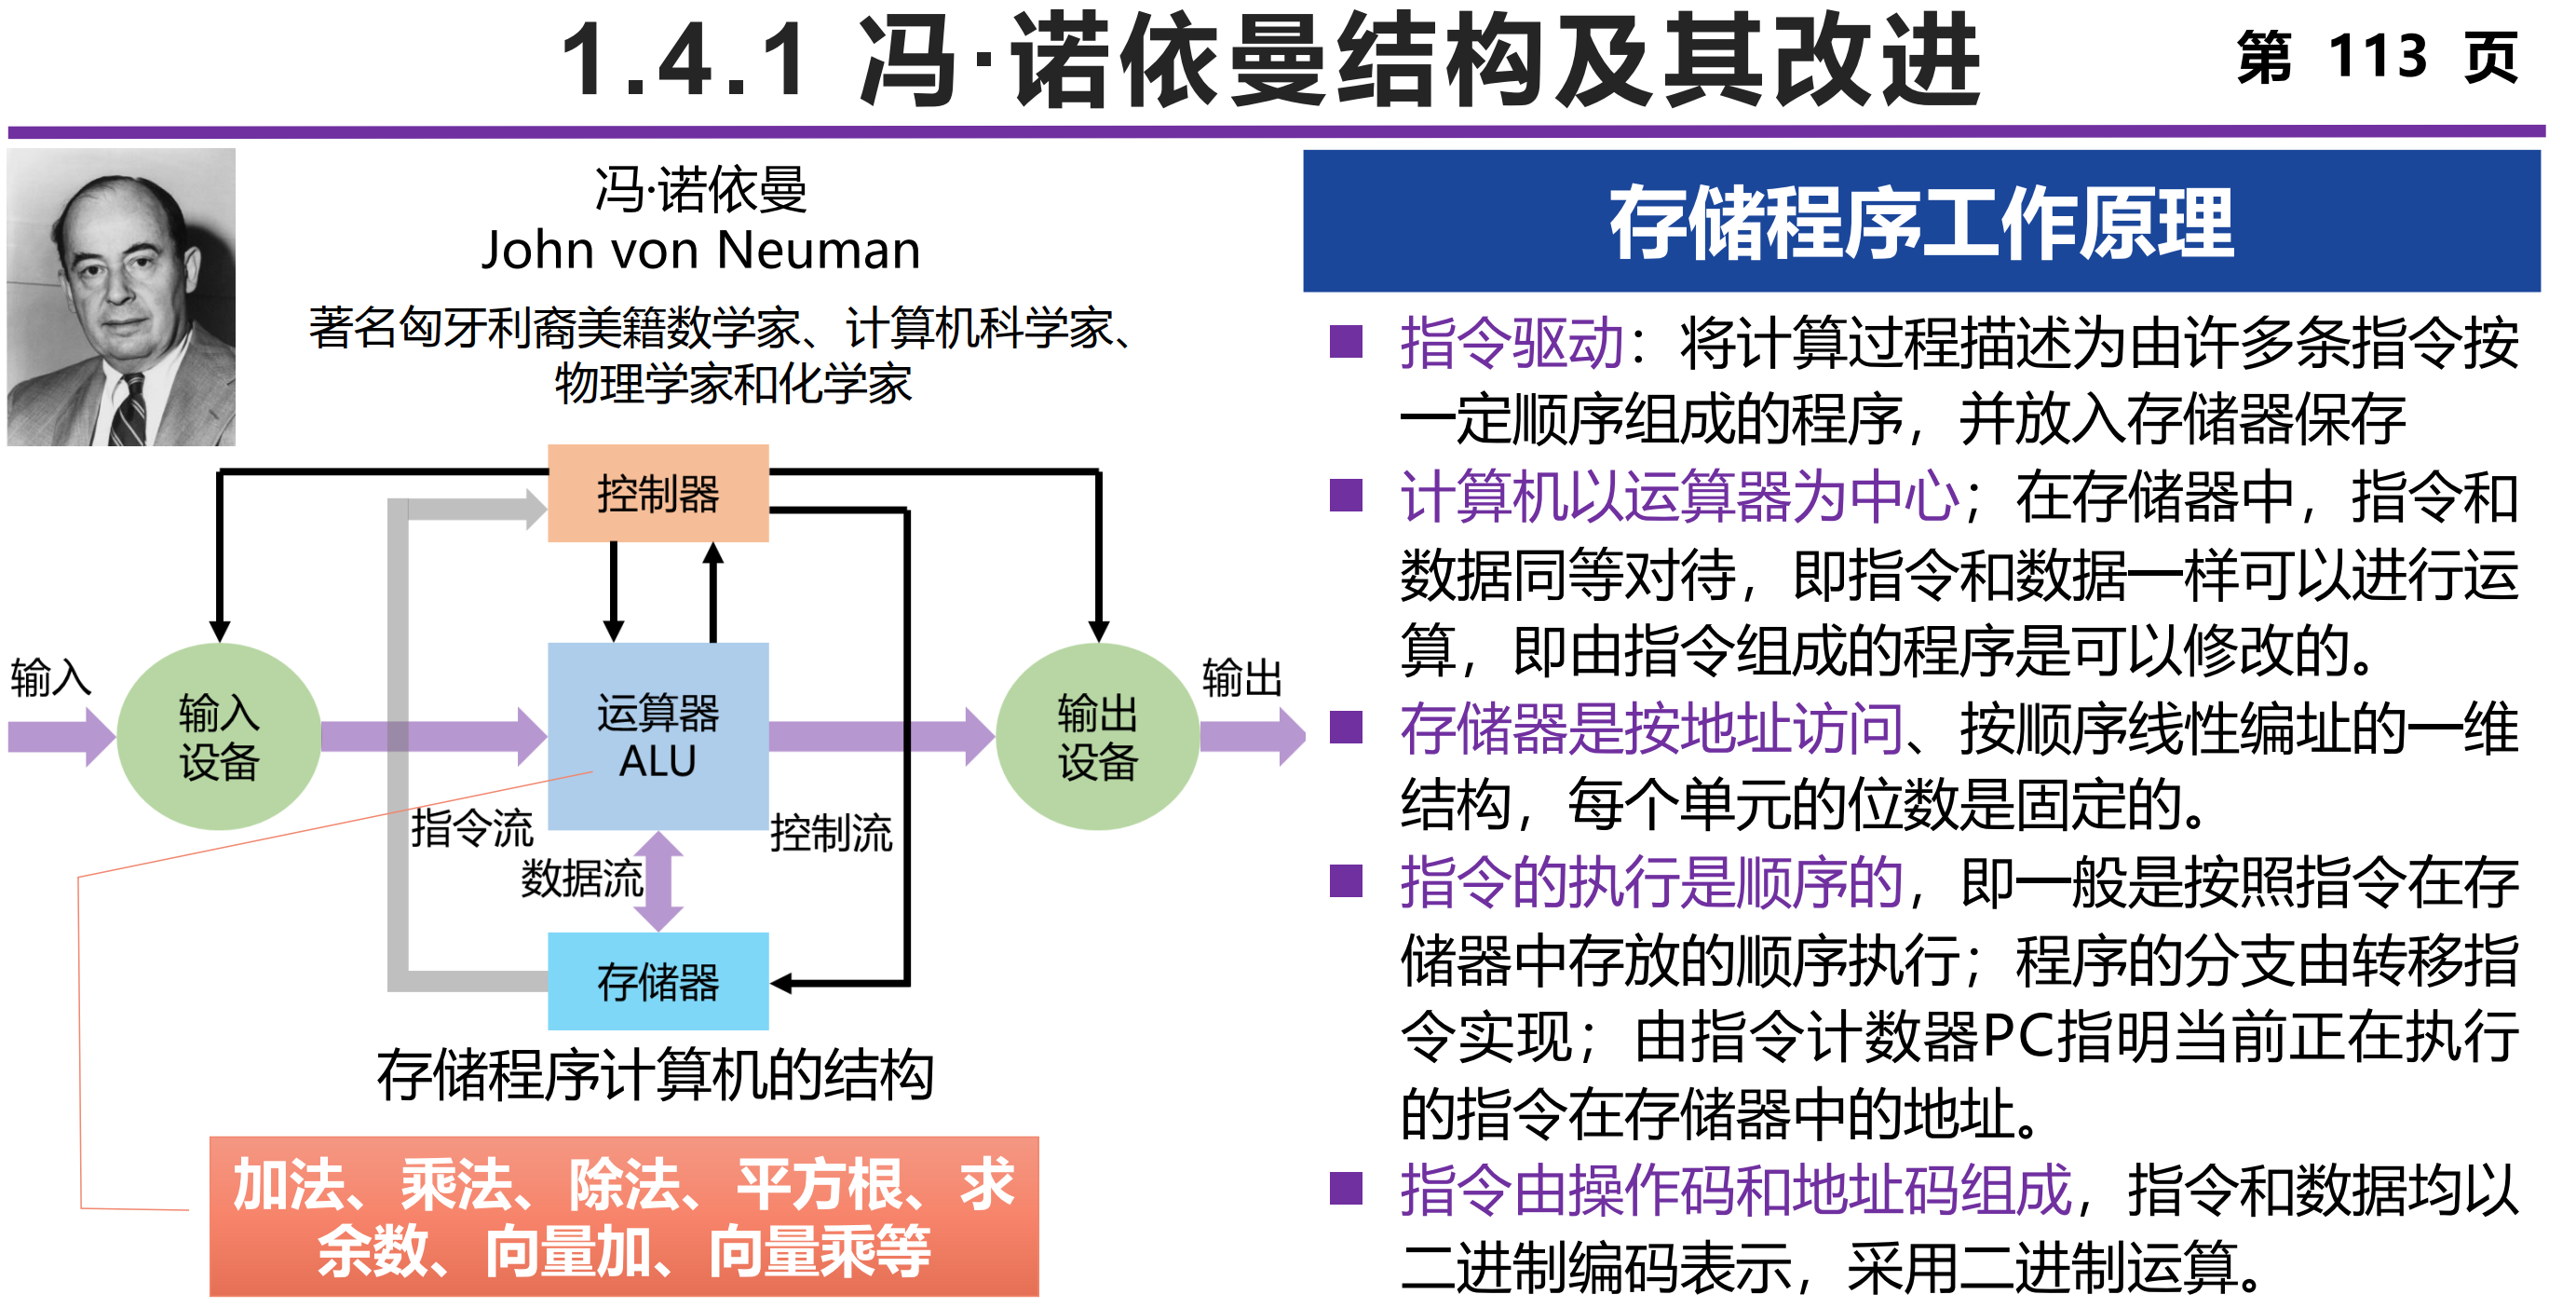 1.4.1 冯·诺依曼结构及其改进
第 113 页
冯·诺依曼
John von Neuman
著名匈牙利裔美籍数学家、计算机科学家、
物理学家和化学家
控制器
输入
输入
设备
运算器
ALU
输出
设备
输出
指令流
数据流
控制流
存储器
存储程序计算机的结构
加法、乘法、除法、平方根、求
余数、向量加、向量乘等
存储程序工作原理
指令驱动：将计算过程描述为由许多条指令按
一定顺序组成的程序，并放入存储器保存
计算机以运算器为中心；在存储器中，指令和
数据同等对待，即指令和数据一样可以进行运
算，即由指令组成的程序是可以修改的。
存储器是按地址访问、按顺序线性编址的一维
结构，每个单元的位数是固定的。
指令的执行是顺序的，即一般是按照指令在存
储器中存放的顺序执行；程序的分支由转移指
令实现；由指令计数器PC指明当前正在执行
的指令在存储器中的地址。
指令由操作码和地址码组成，指令和数据均以
二进制编码表示，采用二进制运算。